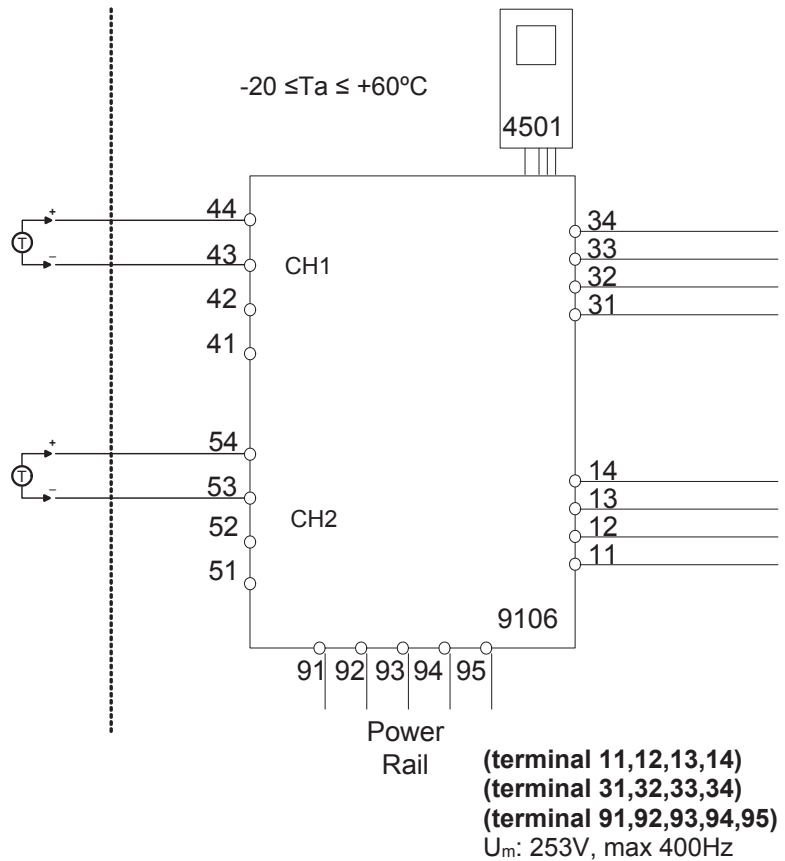 -20 ≤Ta ≤ +60ºC
4501
+
T
–
44
43
42
41
CH1
34
33
32
31
+
T
–
54
53
52
51
CH2
14
13
12
11
9106
91 92 93 94 95
Power
Rail
(terminal 11,12,13,14)
(terminal 31,32,33,34)
(terminal 91,92,93,94,95)
Um: 253V, max 400Hz